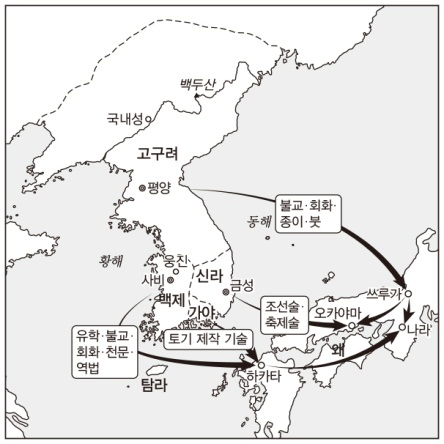 백두산
국내성
고구려
평양
불교·회화·
종이·붓
동해
황해
웅진
사비
신라
금성
백제
가야
쓰루가
조선술·
축제술
오카야마
나라
왜
유학·불교·
회화·천문·
역법
토기 제작 기술
하카타
탐라